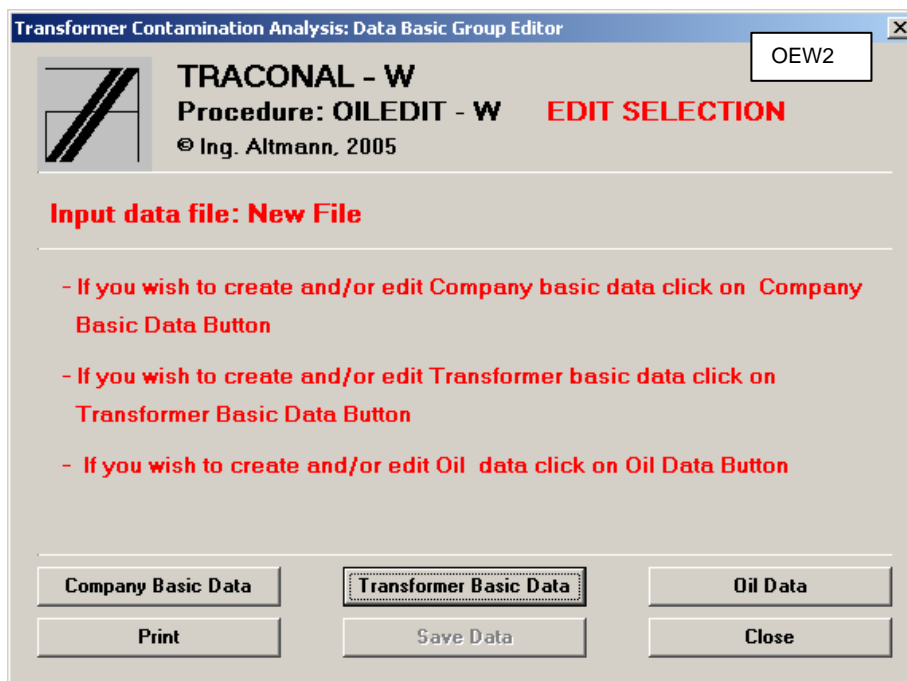 Transformer Contamination Analysis: Data Basic Group Editor
OEW2
TRACONAL - W
Procedure: OILEDIT - W EDIT SELECTION
© Ing. Altmann, 2005
Input data file: New File
- If you wish to create and/or edit Company basic data click on Company
Basic Data Button
- If you wish to create and/or edit Transformer basic data click on
Transformer Basic Data Button
- If you wish to create and/or edit Oil data click on Oil Data Button
Company Basic Data Transformer Basic Data Oil Data
Print Save Data Close